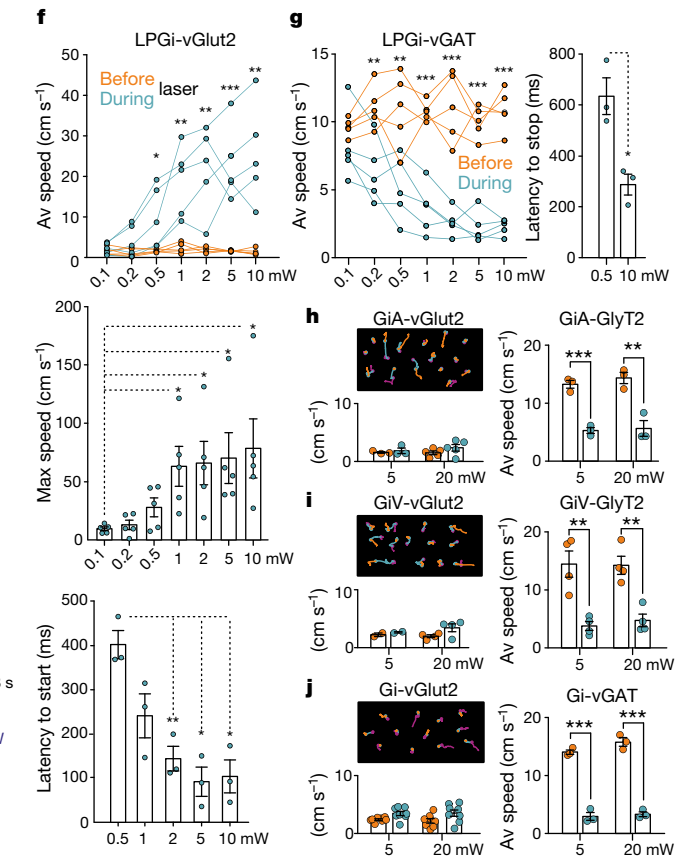 f
LPGi-vGlut2
Av speed (cm s⁻¹)
50
40
30
20
10
0
Before
During
laser
*
**
**
***
**
0.1
0.2
0.5
1
2
5
10 mW
g
LPGi-vGAT
Av speed (cm s⁻¹)
15
10
5
0
**
**
***
***
***
***
Before
During
0.1
0.2
0.5
1
2
5
10 mW
Latency to stop (ms)
800
600
400
200
0
*
0.5
10 mW
Max speed (cm s⁻¹)
200
150
100
50
0
*
*
*
*
0.1
0.2
0.5
1
2
5
10 mW
Latency to start (ms)
500
400
300
200
100
0
**
*
*
0.5
1
2
5
10 mW
s
h
GiA-vGlut2
(cm s⁻¹)
10
0
5
20 mW
GiA-GlyT2
Av speed (cm s⁻¹)
20
10
0
***
**
5
20 mW
i
GiV-vGlut2
(cm s⁻¹)
10
0
5
20 mW
GiV-GlyT2
Av speed (cm s⁻¹)
20
10
0
**
**
5
20 mW
j
Gi-vGlut2
(cm s⁻¹)
10
0
5
20 mW
Gi-vGAT
Av speed (cm s⁻¹)
20
10
0
***
***
5
20 mW